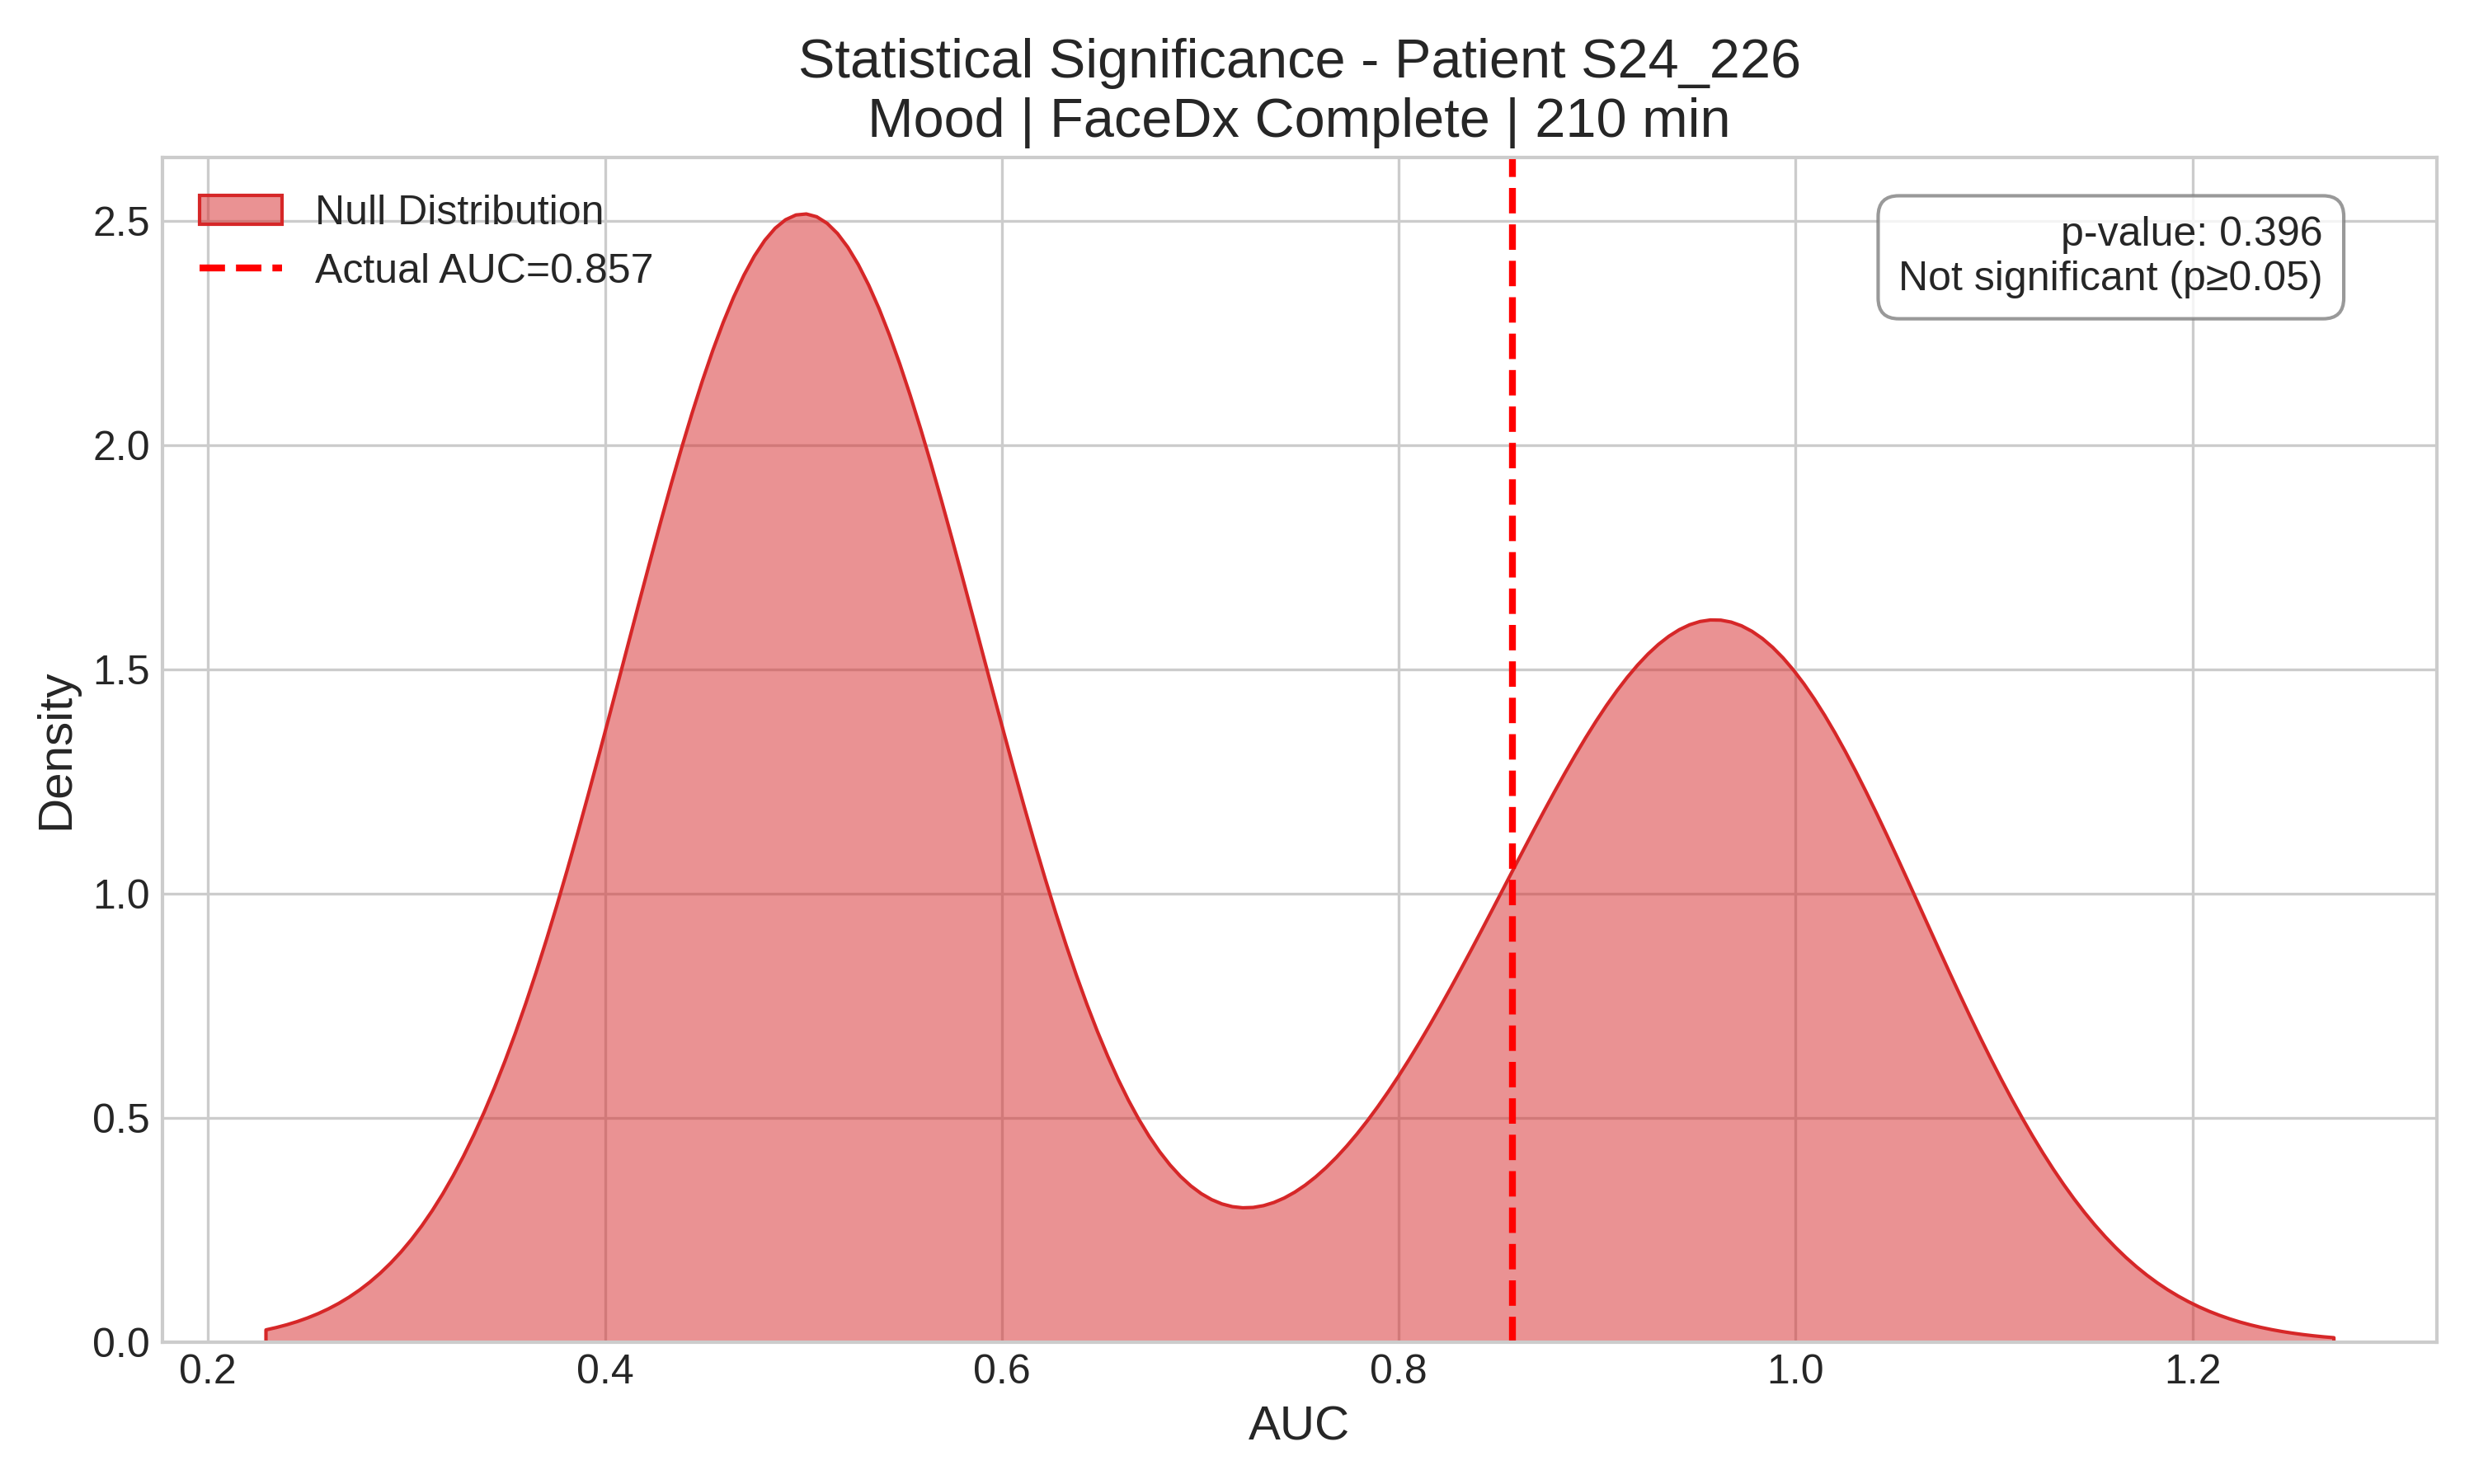 Statistical Significance - Patient S24_226
Mood | FaceDx Complete | 210 min
Null Distribution
Actual AUC=0.857
p-value: 0.396
Not significant (p≥0.05)
Density
2.5
2.0
1.5
1.0
0.5
0.0
0.2 0.4 0.6 0.8 1.0 1.2
AUC